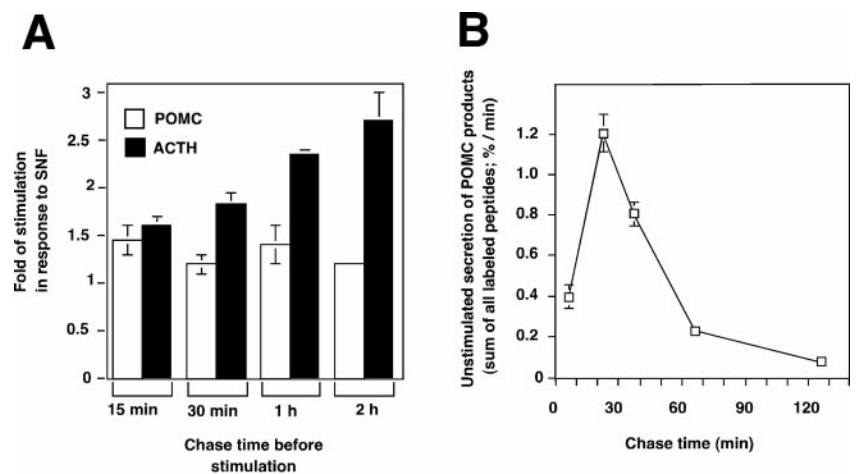 A
Fold of stimulation
in response to SNF
3
2.5
2
1.5
1
0.5
0
POMC
ACTH
15 min 30 min 1 h 2 h
Chase time before
stimulation
B
Unstimulated secretion of POMC products
(sum of all labeled peptides; % / min)
1.2
1.0
0.8
0.6
0.4
0.2
0
0 30 60 90 120
Chase time (min)